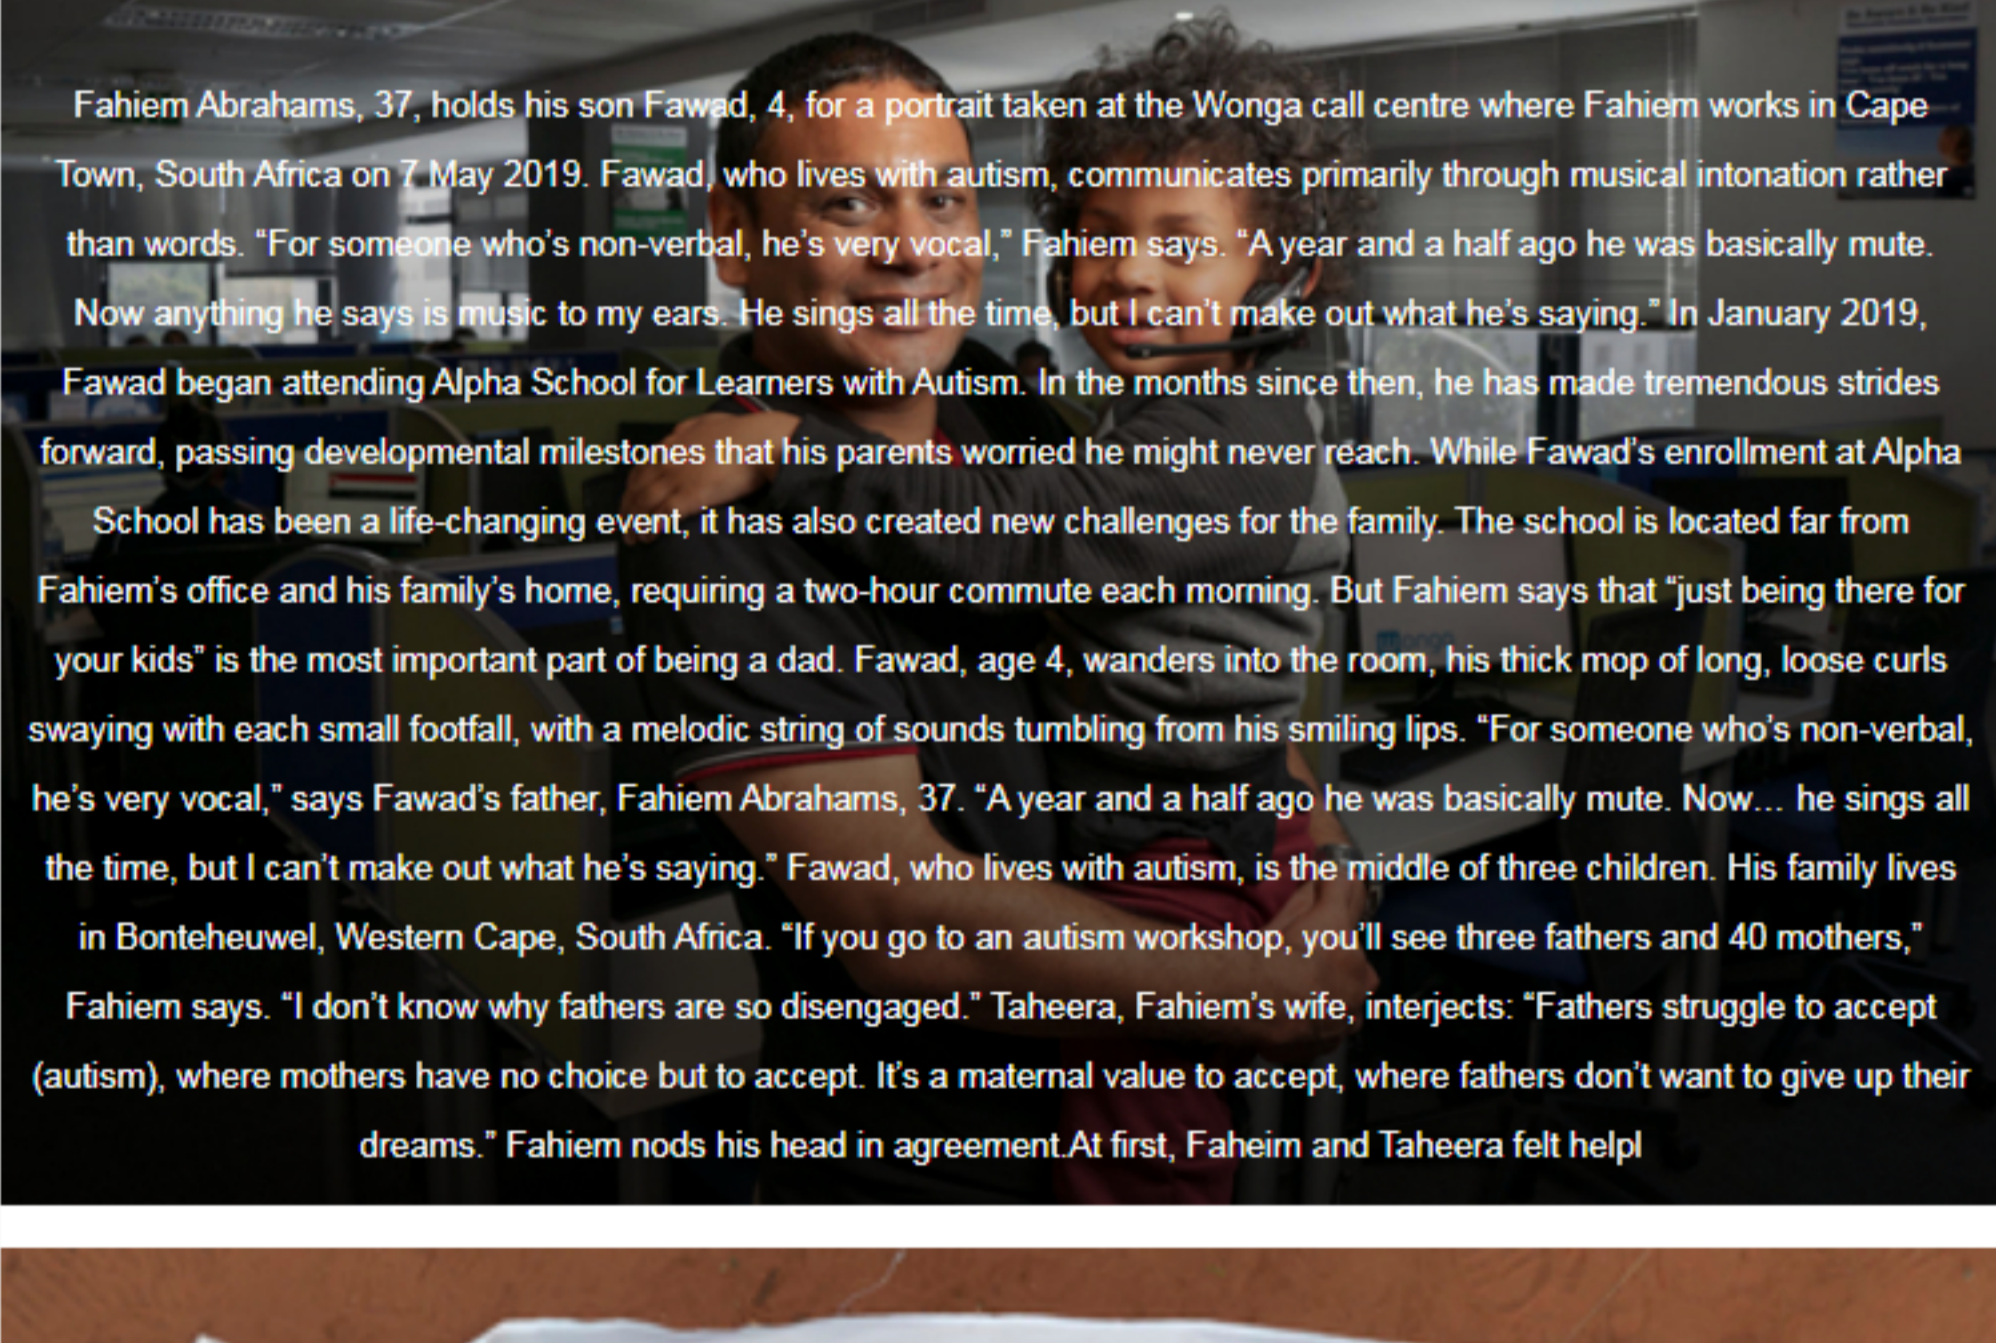 Fahiem Abrahams, 37, holds his son Fawad, 4, for a portrait taken at the Wonga call centre where Fahiem works in Cape
Town, South Africa on 7 May 2019. Fawad, who lives with autism, communicates primarily through musical intonation rather
than words. “For someone who’s non-verbal, he’s very vocal,” Fahiem says. “A year and a half ago he was basically mute.
Now anything he says is music to my ears. He sings all the time, but I can’t make out what he’s saying.” In January 2019,
Fawad began attending Alpha School for Learners with Autism. In the months since then, he has made tremendous strides
forward, passing developmental milestones that his parents worried he might never reach. While Fawad’s enrollment at Alpha
School has been a life-changing event, it has also created new challenges for the family. The school is located far from
Fahiem’s office and his family’s home, requiring a two-hour commute each morning. But Fahiem says that “just being there for
your kids” is the most important part of being a dad. Fawad, age 4, wanders into the room, his thick mop of long, loose curls
swaying with each small footfall, with a melodic string of sounds tumbling from his smiling lips. “For someone who’s non-verbal,
he’s very vocal,” says Fawad’s father, Fahiem Abrahams, 37. “A year and a half ago he was basically mute. Now... he sings all
the time, but I can’t make out what he’s saying.” Fawad, who lives with autism, is the middle of three children. His family lives
in Bonteheuwel, Western Cape, South Africa. “If you go to an autism workshop, you’ll see three fathers and 40 mothers,”
Fahiem says. “I don’t know why fathers are so disengaged.” Taheera, Fahiem’s wife, interjects: “Fathers struggle to accept
(autism), where mothers have no choice but to accept. It’s a maternal value to accept, where fathers don’t want to give up their
dreams.” Fahiem nods his head in agreement.At first, Faheim and Taheera felt helpl